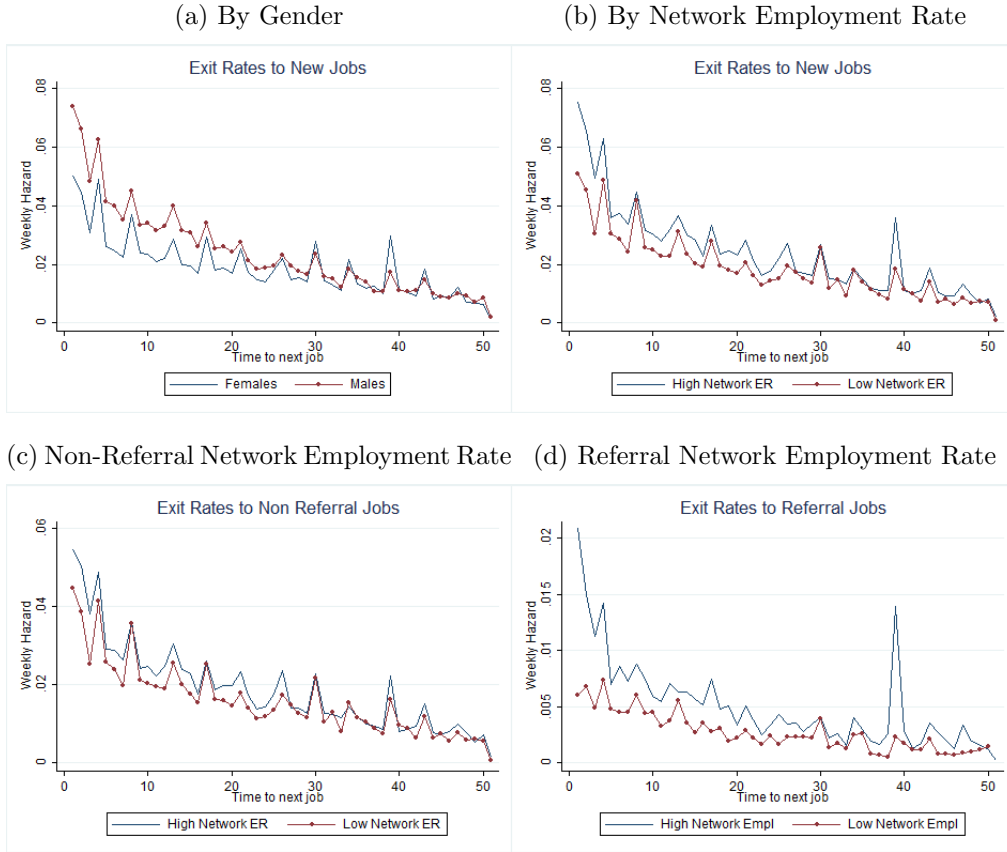 (a) By Gender
(b) By Network Employment Rate
Exit Rates to New Jobs
Weekly Hazard
.08
.06
.04
.02
0
0 10 20 30 40 50
Time to next job
Females Males
Exit Rates to New Jobs
Weekly Hazard
.08
.06
.04
.02
0
0 10 20 30 40 50
Time to next job
High Network ER Low Network ER
(c) Non-Referral Network Employment Rate
(d) Referral Network Employment Rate
Exit Rates to Non Referral Jobs
Weekly Hazard
.06
.04
.02
0
0 10 20 30 40 50
Time to next job
High Network ER Low Network ER
Exit Rates to Referral Jobs
Weekly Hazard
.02
.015
.01
.005
0
0 10 20 30 40 50
Time to next job
High Network Empl Low Network Empl